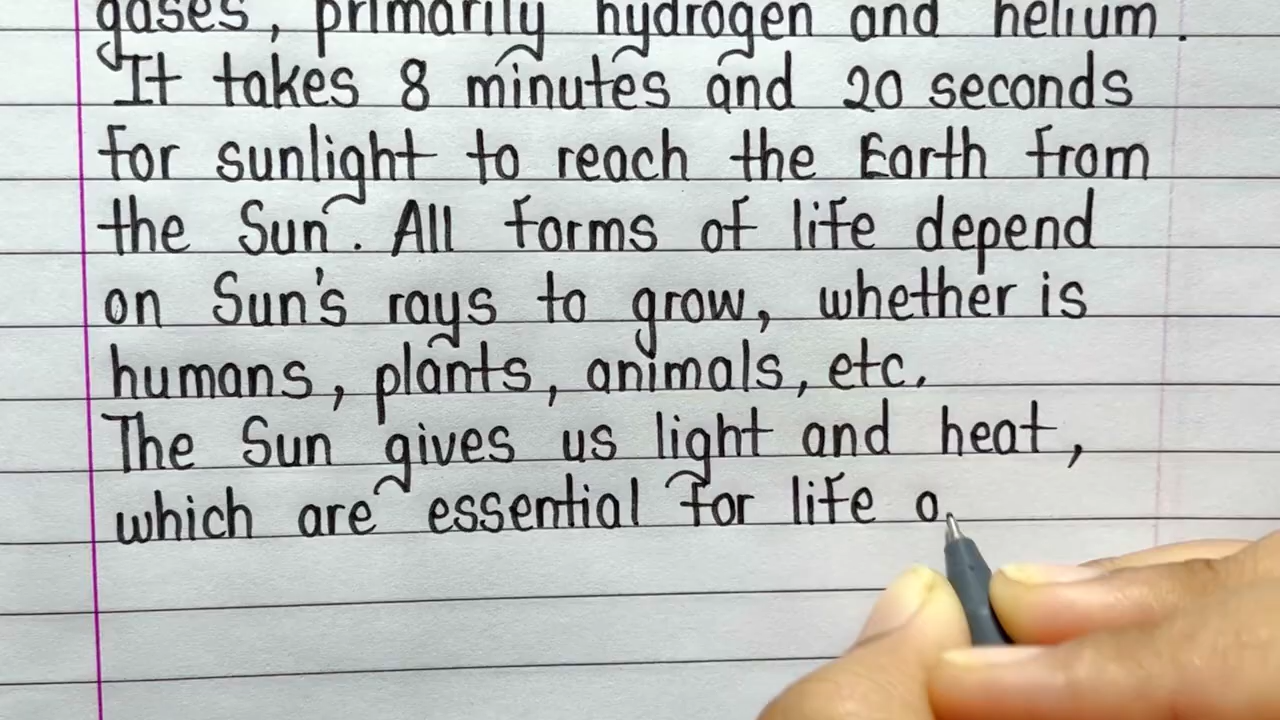 gases, primarily hydrogen and helium.
It takes 8 minutes and 20 seconds
for sunlight to reach the Earth from
the Sun. All forms of life depend
on Sun's rays to grow, whether is
humans, plants, animals, etc.
The Sun gives us light and heat,
which are essential for life o